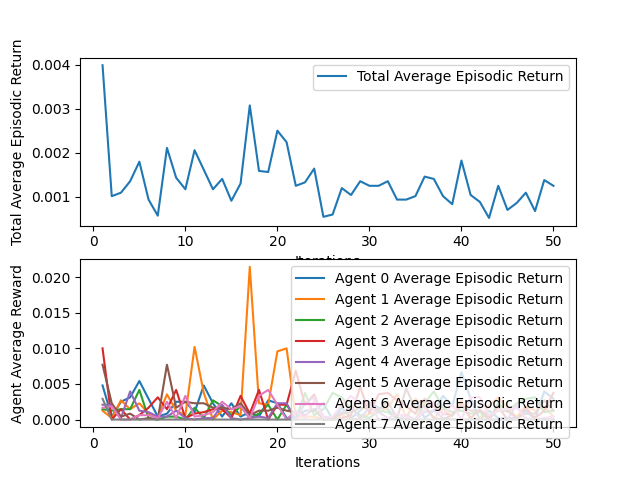 Total Average Episodic Return
0.004
0.003
0.002
0.001
Total Average Episodic Return
0
10
20
30
40
50
Iterations
Agent Average Reward
0.020
0.015
0.010
0.005
0.000
Agent 0 Average Episodic Return
Agent 1 Average Episodic Return
Agent 2 Average Episodic Return
Agent 3 Average Episodic Return
Agent 4 Average Episodic Return
Agent 5 Average Episodic Return
Agent 6 Average Episodic Return
Agent 7 Average Episodic Return
0
10
20
30
40
50
Iterations